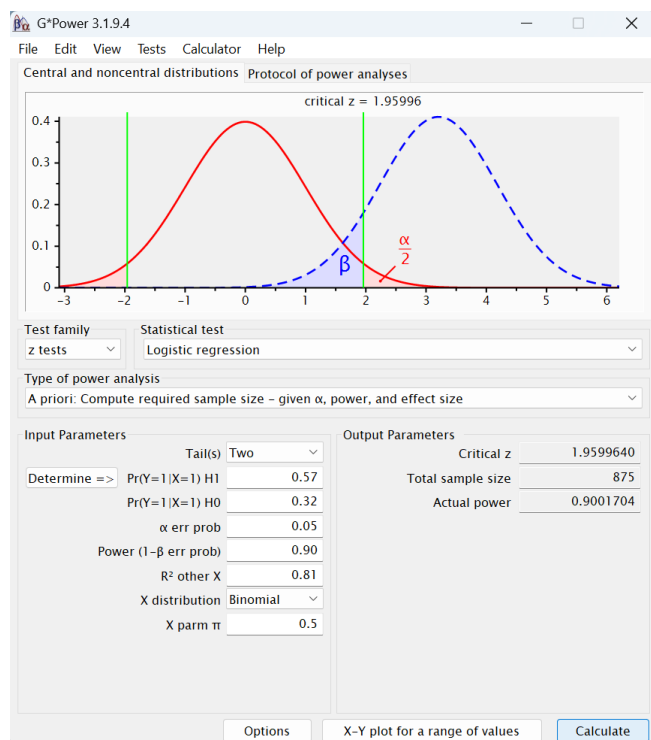 G*Power 3.1.9.4
File Edit View Tests Calculator Help
Central and noncentral distributions Protocol of power analyses
critical z = 1.95996
0.4
0.3
0.2
0.1
0
β
α
2
-3 -2 -1 0 1 2 3 4 5 6
Test family Statistical test
z tests Logistic regression
Type of power analysis
A priori: Compute required sample size - given α, power, and effect size
Input Parameters Output Parameters
Tail(s) Two Critical z 1.9599640
Determine => Pr(Y=1|X=1) H1 0.57 Total sample size 875
Pr(Y=1|X=1) H0 0.32 Actual power 0.9001704
α err prob 0.05
Power (1-β err prob) 0.90
R² other X 0.81
X distribution Binomial
X parm π 0.5
Options X-Y plot for a range of values Calculate